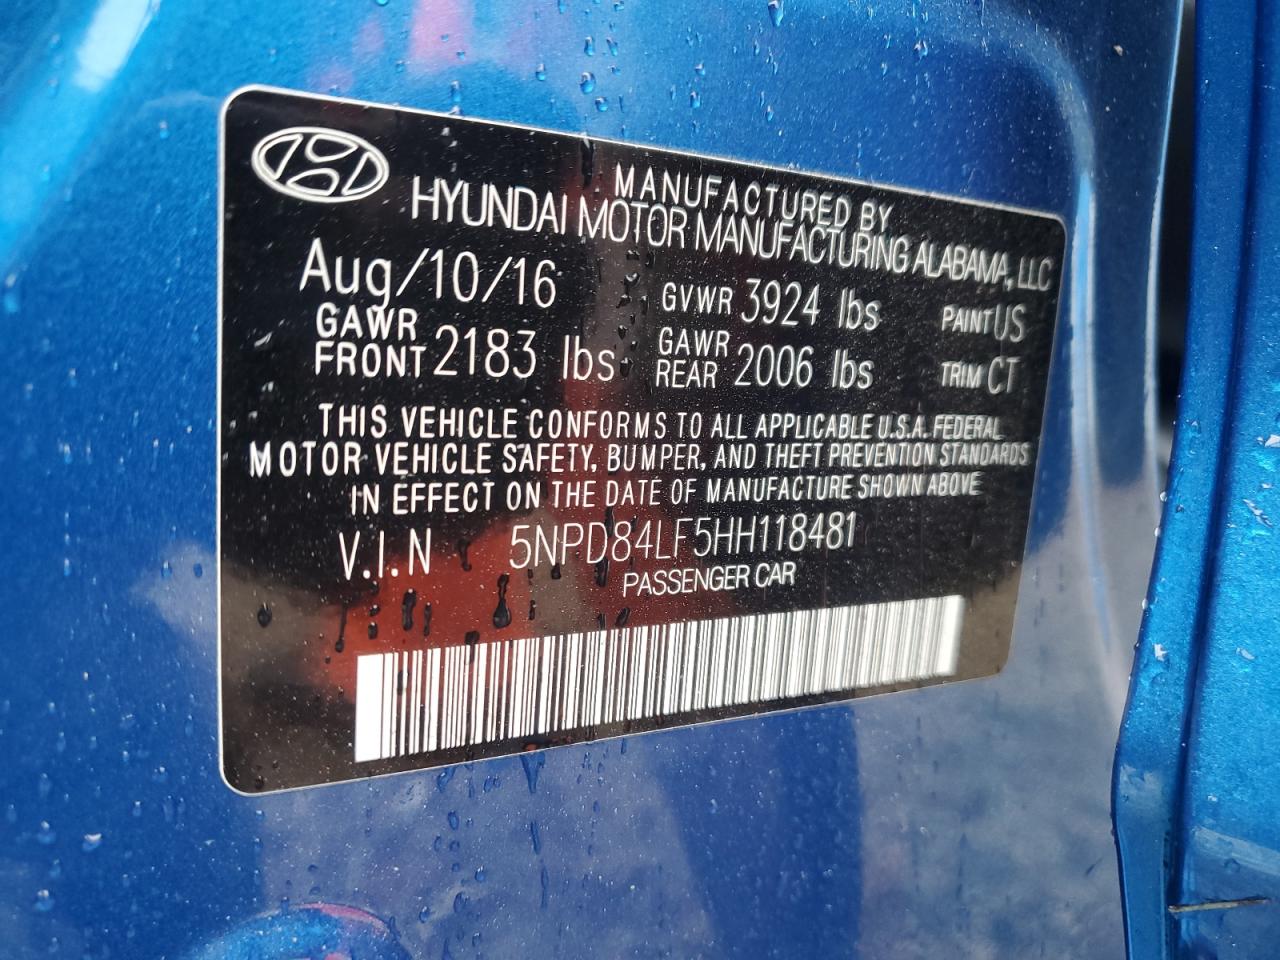 MANUFACTURED BY
HYUNDAI MOTOR MANUFACTURING ALABAMA, LLC
Aug/10/16 GVWR 3924 lbs PAINT US
GAWR FRONT 2183 lbs GAWR REAR 2006 lbs TRIM CT
THIS VEHICLE CONFORMS TO ALL APPLICABLE U.S.A. FEDERAL
MOTOR VEHICLE SAFETY, BUMPER, AND THEFT PREVENTION STANDARDS
IN EFFECT ON THE DATE OF MANUFACTURE SHOWN ABOVE
V.I.N 5NPD84LF5HH118481
PASSENGER CAR